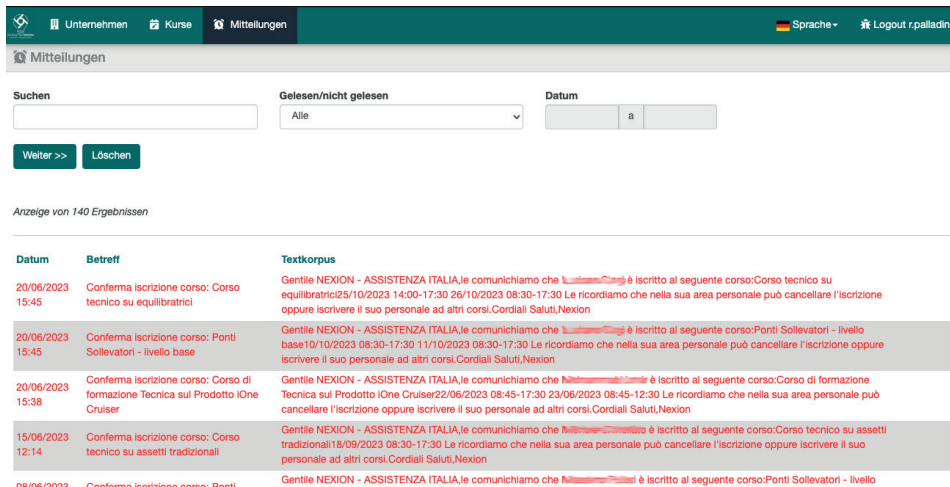 Unternehmen Kurse Mitteilungen Sprache Logout r.palladin
Mitteilungen
Suchen Gelesen/nicht gelesen Datum
Alle a
Weiter >> Löschen
Anzeige von 140 Ergebnissen
Datum Betreff Textkorpus
20/06/2023
15:45
Conferma iscrizione corso: Corso
tecnico su equilibratrici
Gentile NEXION - ASSISTENZA ITALIA,le comunichiamo che è iscritto al seguente corso:Corso tecnico su
equilibratrici25/10/2023 14:00-17:30 26/10/2023 08:30-17:30 Le ricordiamo che nella sua area personale può cancellare l'iscrizione
oppure iscrivere il suo personale ad altri corsi.Cordiali Saluti,Nexion
20/06/2023
15:45
Conferma iscrizione corso: Ponti
Sollevatori - livello base
Gentile NEXION - ASSISTENZA ITALIA,le comunichiamo che è iscritto al seguente corso:Ponti Sollevatori - livello
base10/10/2023 08:30-17:30 11/10/2023 08:30-17:30 Le ricordiamo che nella sua area personale può cancellare l'iscrizione oppure
iscrivere il suo personale ad altri corsi.Cordiali Saluti,Nexion
20/06/2023
15:38
Conferma iscrizione corso: Corso di
formazione Tecnica sul Prodotto iOne
Cruiser
Gentile NEXION - ASSISTENZA ITALIA,le comunichiamo che è iscritto al seguente corso:Corso di formazione
Tecnica sul Prodotto iOne Cruiser22/06/2023 08:45-17:30 23/06/2023 08:45-12:30 Le ricordiamo che nella sua area personale può
cancellare l'iscrizione oppure iscrivere il suo personale ad altri corsi.Cordiali Saluti,Nexion
15/06/2023
12:14
Conferma iscrizione corso: Corso
tecnico su assetti tradizionali
Gentile NEXION - ASSISTENZA ITALIA,le comunichiamo che è iscritto al seguente corso:Corso tecnico su assetti
tradizionali18/09/2023 08:30-17:30 Le ricordiamo che nella sua area personale può cancellare l'iscrizione oppure iscrivere il suo
personale ad altri corsi.Cordiali Saluti,Nexion
08/06/2023
Conferma iscrizione corso: Ponti
Gentile NEXION - ASSISTENZA ITALIA,le comunichiamo che è iscritto al seguente corso:Ponti Sollevatori - livello